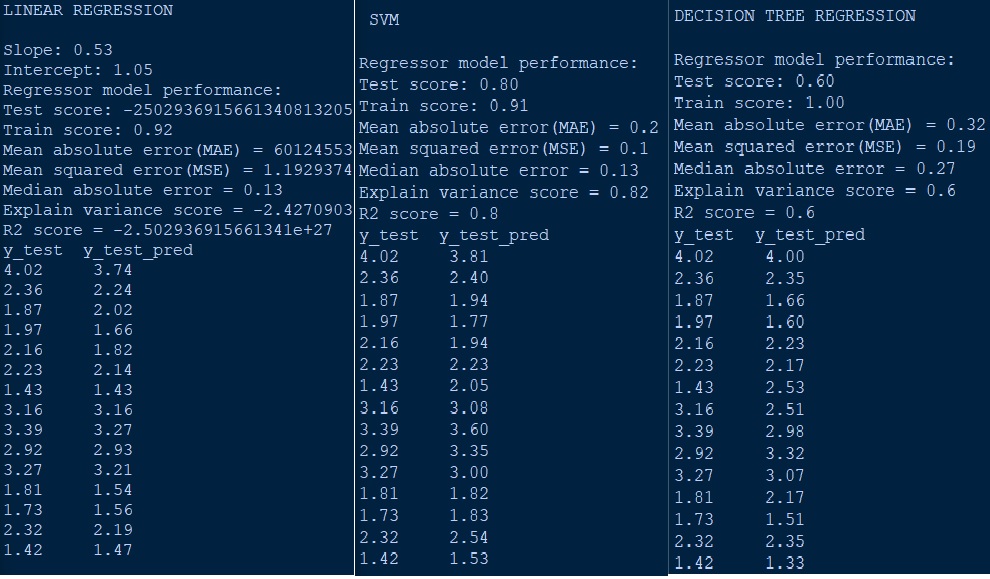 LINEAR REGRESSION
Slope: 0.53
Intercept: 1.05
Regressor model performance:
Test score: -2502936915661340813205
Train score: 0.92
Mean absolute error(MAE) = 60124553
Mean squared error(MSE) = 1.1929374
Median absolute error = 0.13
Explain variance score = -2.4270903
R2 score = -2.502936915661341e+27
y_test  y_test_pred
4.02     3.74
2.36     2.24
1.87     2.02
1.97     1.66
2.16     1.82
2.23     2.14
1.43     1.43
3.16     3.16
3.39     3.27
2.92     2.93
3.27     3.21
1.81     1.54
1.73     1.56
2.32     2.19
1.42     1.47
SVM
Regressor model performance:
Test score: 0.80
Train score: 0.91
Mean absolute error(MAE) = 0.2
Mean squared error(MSE) = 0.1
Median absolute error = 0.13
Explain variance score = 0.82
R2 score = 0.8
y_test  y_test_pred
4.02     3.81
2.36     2.40
1.87     1.94
1.97     1.77
2.16     1.94
2.23     2.23
1.43     2.05
3.16     3.08
3.39     3.60
2.92     3.35
3.27     3.00
1.81     1.82
1.73     1.83
2.32     2.54
1.42     1.53
DECISION TREE REGRESSION
Regressor model performance:
Test score: 0.60
Train score: 1.00
Mean absolute error(MAE) = 0.32
Mean squared error(MSE) = 0.19
Median absolute error = 0.27
Explain variance score = 0.6
R2 score = 0.6
y_test  y_test_pred
4.02     4.00
2.36     2.35
1.87     1.66
1.97     1.60
2.16     2.23
2.23     2.17
1.43     2.53
3.16     2.51
3.39     2.98
2.92     3.32
3.27     3.07
1.81     2.17
1.73     1.51
2.32     2.35
1.42     1.33